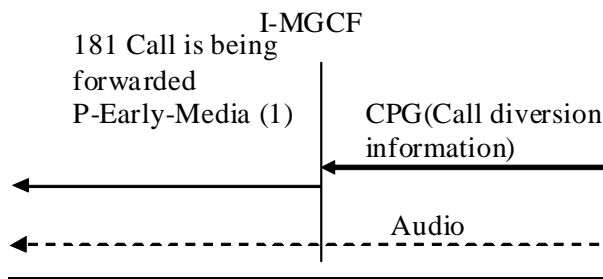 I-MGCF
181 Call is being
forwarded
P-Early-Media (1)
CPG(Call diversion
information)
Audio